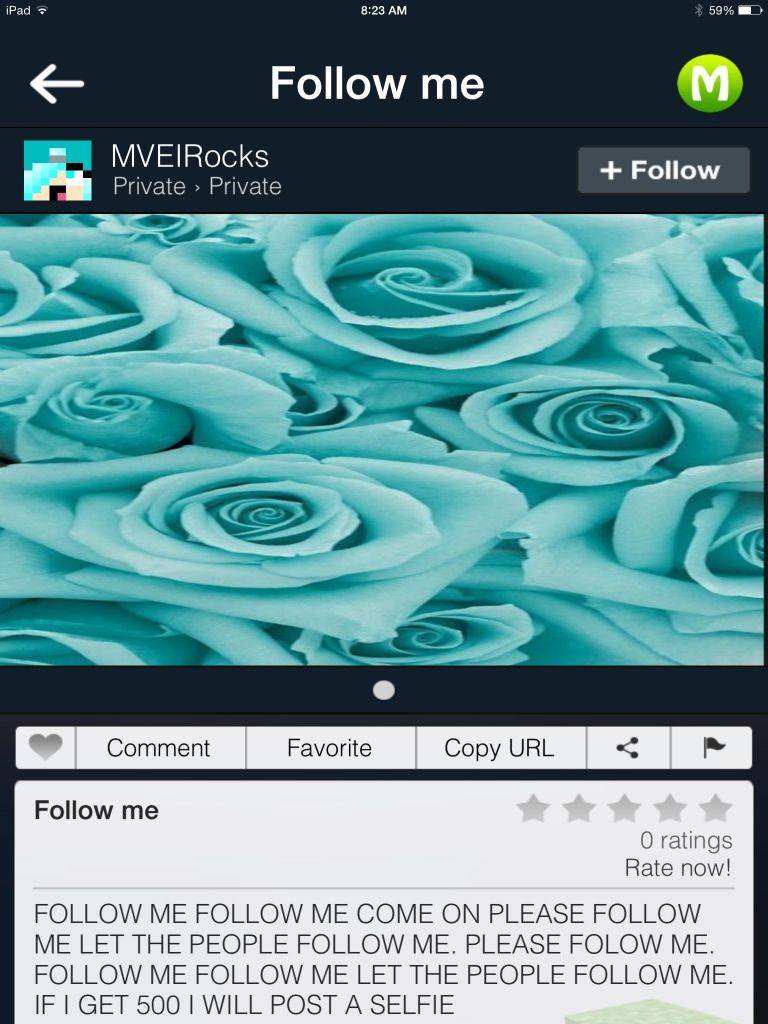 iPad 8:23 AM 59%
Follow me
M
MVEIRocks
Private › Private
+ Follow
Comment Favorite Copy URL
Follow me
0 ratings
Rate now!
FOLLOW ME FOLLOW ME COME ON PLEASE FOLLOW
ME LET THE PEOPLE FOLLOW ME. PLEASE FOLOW ME.
FOLLOW ME FOLLOW ME LET THE PEOPLE FOLLOW ME.
IF I GET 500 I WILL POST A SELFIE